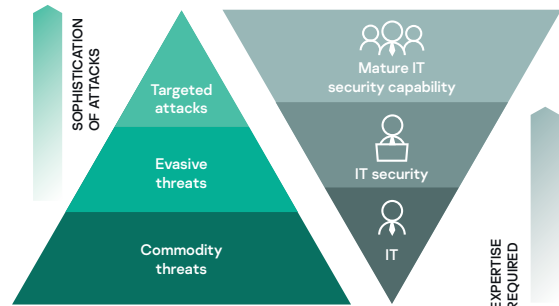 SOPHISTICATION
OF ATTACKS
Targeted
attacks
Evasive
threats
Commodity
threats
Mature IT
security capability
IT security
IT
EXPERTISE
REQUIRED